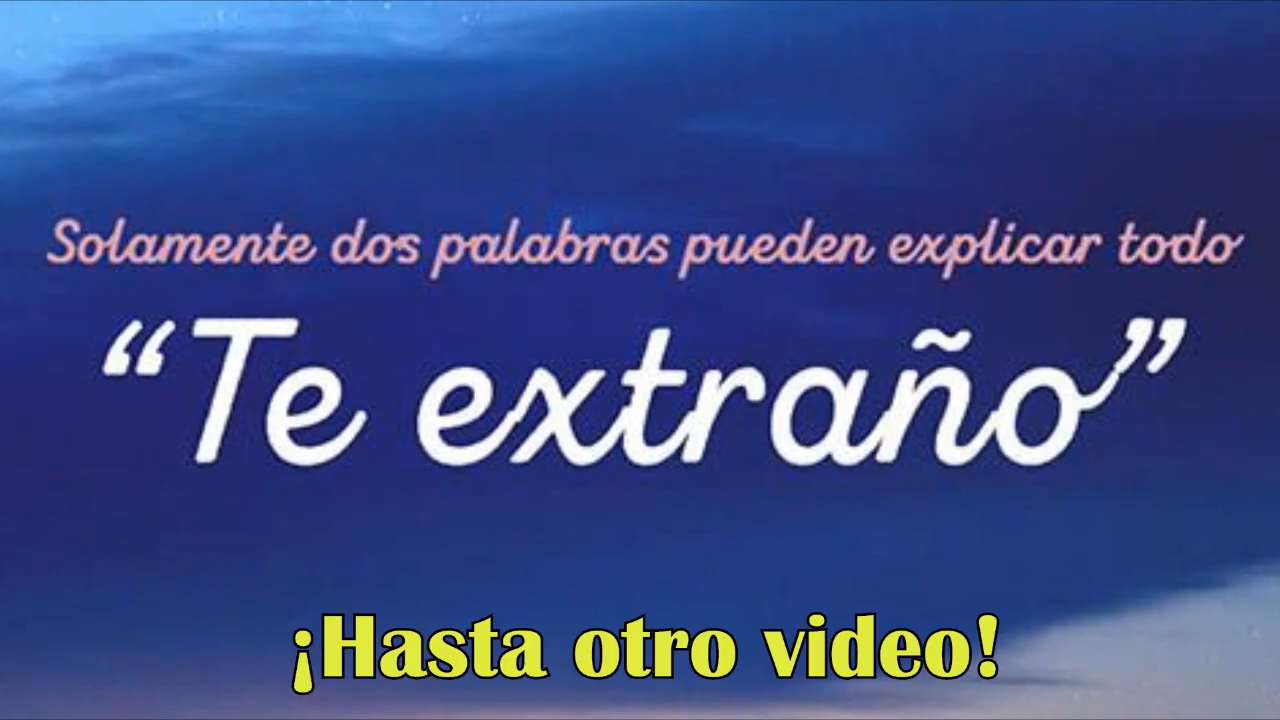 Solamente dos palabras pueden explicar todo
“Te extraño”
¡Hasta otro video!